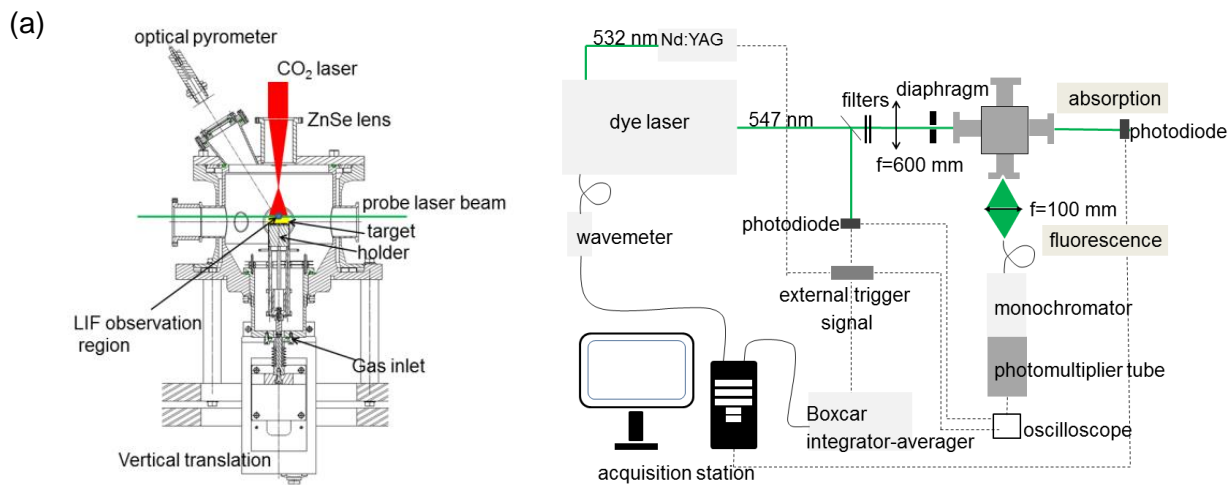 (a)
optical pyrometer
CO₂ laser
ZnSe lens
probe laser beam
target
holder
LIF observation
region
Gas inlet
Vertical translation
532 nm
Nd:YAG
dye laser
547 nm
filters
diaphragm
f=600 mm
absorption
photodiode
f=100 mm
fluorescence
wavemeter
photodiode
external trigger
signal
monochromator
photomultiplier tube
Boxcar
integrator-averager
oscilloscope
acquisition station